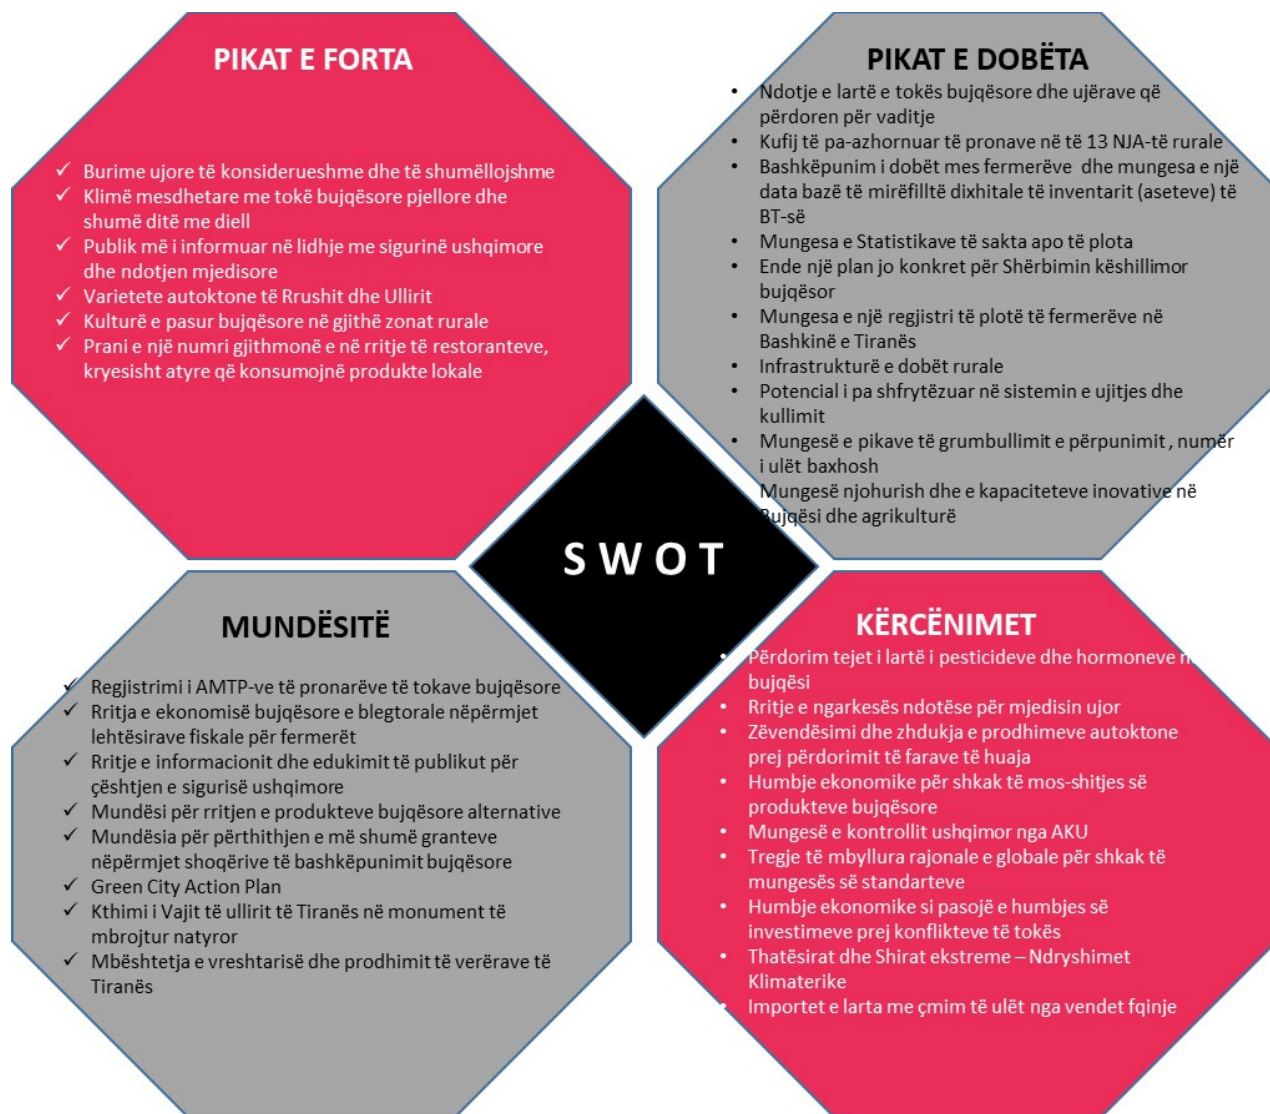 PIKAT E FORTA
✓ Burime ujore të konsiderueshme dhe të shumëllojshme
✓ Klimë mesdhetare me tokë bujqësore pjellore dhe
shumë ditë me diell
✓ Publik më i informuar në lidhje me sigurinë ushqimore
dhe ndotjen mjedisore
✓ Varietete autoktone të Rrushit dhe Ullirit
✓ Kulturë e pasur bujqësore në gjithë zonat rurale
✓ Prani e një numri gjithmonë e në rritje të restoranteve,
kryesisht atyre që konsumojnë produkte lokale
PIKAT E DOBËTA
• Ndotje e lartë e tokës bujqësore dhe ujërave që
përdoren për vaditje
• Kufij të pa-azhornuar të pronave në të 13 NJA-të rurale
• Bashkëpunim i dobët mes fermerëve dhe mungesa e një
data bazë të mirëfilltë dixhitale të inventarit (aseteve) të
BT-së
• Mungesa e Statistikave të sakta apo të plota
• Ende një plan jo konkret për Shërbimin këshillimor
bujqësor
• Mungesa e një regjistri të plotë të fermerëve në
Bashkinë e Tiranës
• Infrastrukturë e dobët rurale
• Potencial i pa shfrytëzuar në sistemin e ujitjes dhe
kullimit
• Mungesë e pikave të grumbullimit e përpunimit , numër
i ulët baxhosh
Mungesë njohurish dhe e kapaciteteve inovative në
Bujqësi dhe agrikulturë
S W O T
MUNDËSITË
✓ Regjistrimi i AMTP-ve të pronarëve të tokave bujqësore
✓ Rritja e ekonomisë bujqësore e blegtorale nëpërmjet
lehtësirave fiskale për fermerët
✓ Rritje e informacionit dhe edukimit të publikut për
çështjen e sigurisë ushqimore
✓ Mundësi për rritjen e produkteve bujqësore alternative
✓ Mundësia për përthithjen e më shumë granteve
nëpërmjet shoqërive të bashkëpunimit bujqësore
✓ Green City Action Plan
✓ Kthimi i Vajit të ullirit të Tiranës në monument të
mbrojtur natyror
✓ Mbështetja e vreshtarisë dhe prodhimit të verërave të
Tiranës
KËRCËNIMET
• Përdorim tejet i lartë i pesticideve dhe hormoneve
bujqësi
• Rritje e ngarkesës ndotëse për mjedisin ujor
• Zëvendësimi dhe zhdukja e prodhimeve autoktone
prej përdorimit të farave të huaja
• Humbje ekonomike për shkak të mos-shitjes së
produkteve bujqësore
• Mungesë e kontrollit ushqimor nga AKU
• Tregje të mbyllura rajonale e globale për shkak të
mungesës së standarteve
• Humbje ekonomike si pasojë e humbjes së
investimeve prej konflikteve të tokës
• Thatësirat dhe Shirat ekstreme – Ndryshimet
Klimaterike
• Importet e larta me çmim të ulët nga vendet fqinje